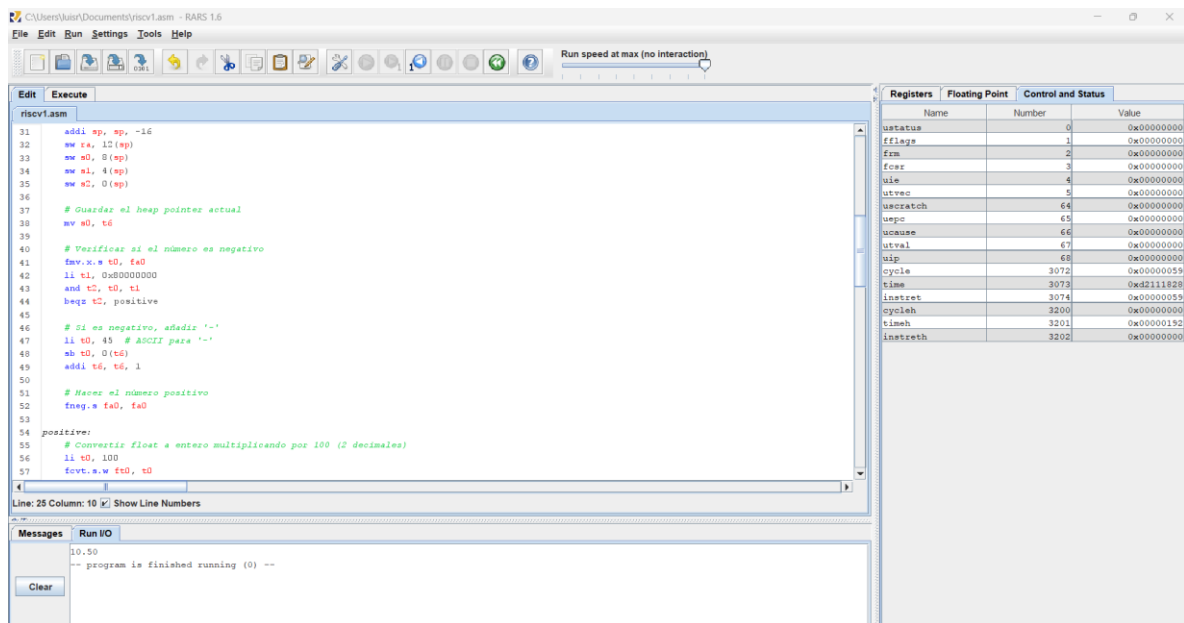 C:\Users\luisr\Documents\riscv1.asm - RARS 1.6
File Edit Run Settings Tools Help
Run speed at max (no interaction)
Edit Execute
riscv1.asm
31 addi sp, sp, -16
32 sw ra, 12(sp)
33 sw s0, 8(sp)
34 sw s1, 4(sp)
35 sw s2, 0(sp)
36
37 # Guardar el heap pointer actual
38 mv s0, t6
39
40 # Verificar si el número es negativo
41 fmv.x.s t0, fa0
42 li t1, 0x80000000
43 and t2, t0, t1
44 beqz t2, positive
45
46 # Si es negativo, añadir '-'
47 li t0, 45 # ASCII para '-'
48 sb t0, 0(t6)
49 addi t6, t6, 1
50
51 # Hacer el número positivo
52 fneg.s fa0, fa0
53
54 positive:
55 # Convertir float a entero multiplicando por 100 (2 decimales)
56 li t0, 100
57 fcvt.s.w ft0, t0
Line: 25 Column: 10 Show Line Numbers
Messages Run I/O
10.50
-- program is finished running (0) --
Clear
Registers Floating Point Control and Status
Name Number Value
ustatus 0 0x00000000
fflags 1 0x00000000
frm 2 0x00000000
fcsr 3 0x00000000
uie 4 0x00000000
utvec 5 0x00000000
uscratch 64 0x00000000
uepc 65 0x00000000
ucause 66 0x00000000
utval 67 0x00000000
uip 68 0x00000000
cycle 3072 0x00000059
time 3073 0xd2111828
instret 3074 0x00000059
cycleh 3200 0x00000000
timeh 3201 0x00000192
instreth 3202 0x00000000